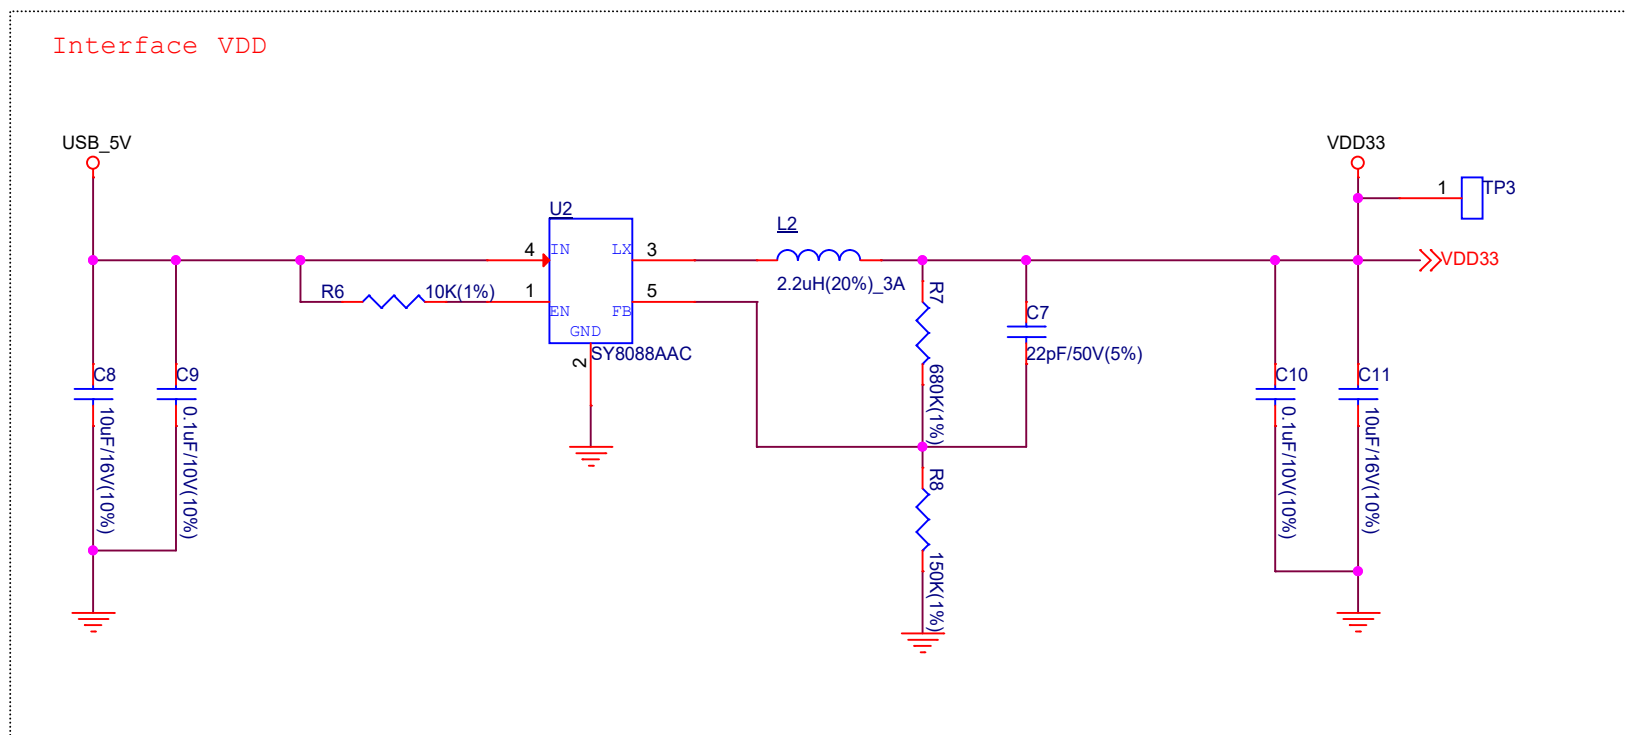 Interface VDD
USB_5V
VDD33
1
TP3
U2
L2
4
IN
LX
3
VDD33
2.2uH(20%)_3A
R6
10K(1%)
1
EN
FB
5
R7
C7
GND
SY8088AAC
22pF/50V(5%)
2
680K(1%)
C8
C9
C10
C11
10uF/16V(10%)
0.1uF/10V(10%)
0.1uF/10V(10%)
10uF/16V(10%)
R8
150K(1%)